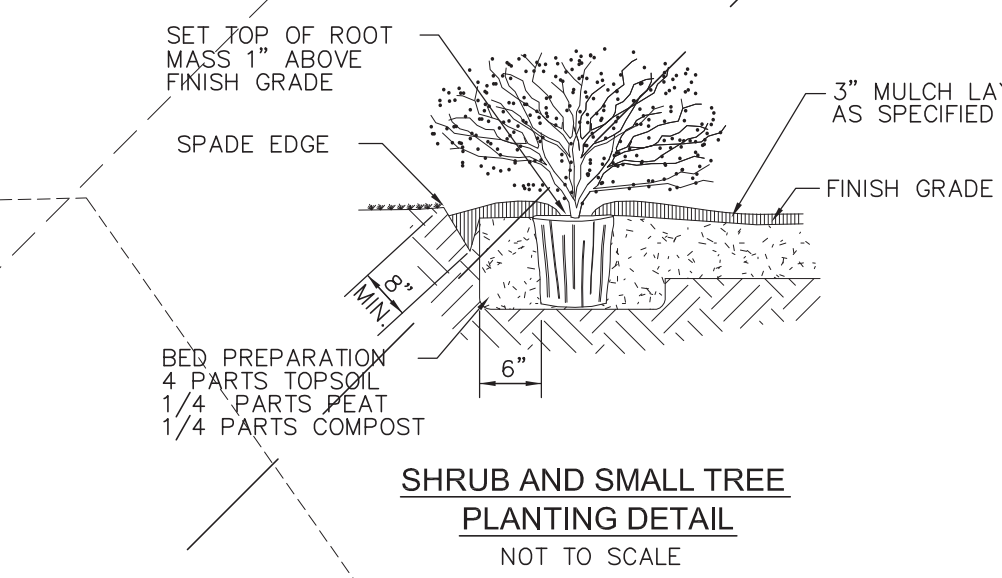 SET TOP OF ROOT
MASS 1” ABOVE
FINISH GRADE
SPADE EDGE
3” MULCH
AS SPECIFIED
FINISH GRADE
8”
MIN.
BED PREPARATION
4 PARTS TOPSOIL
1/4 PARTS PEAT
1/4 PARTS COMPOST
6”
SHRUB AND SMALL TREE
PLANTING DETAIL
NOT TO SCALE